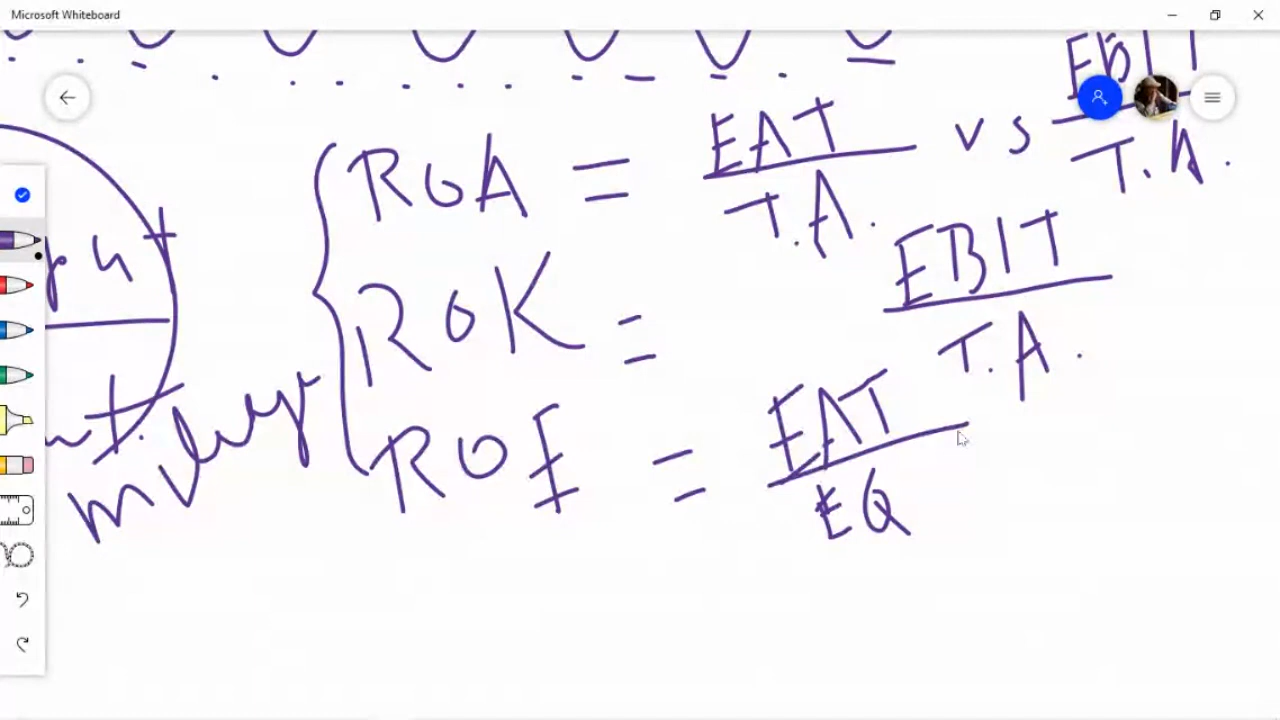 Microsoft Whiteboard
ROA = EAT / T.A. vs EBIT / T.A.
ROK = EBIT / T.A.
ROE = EAT / EQ